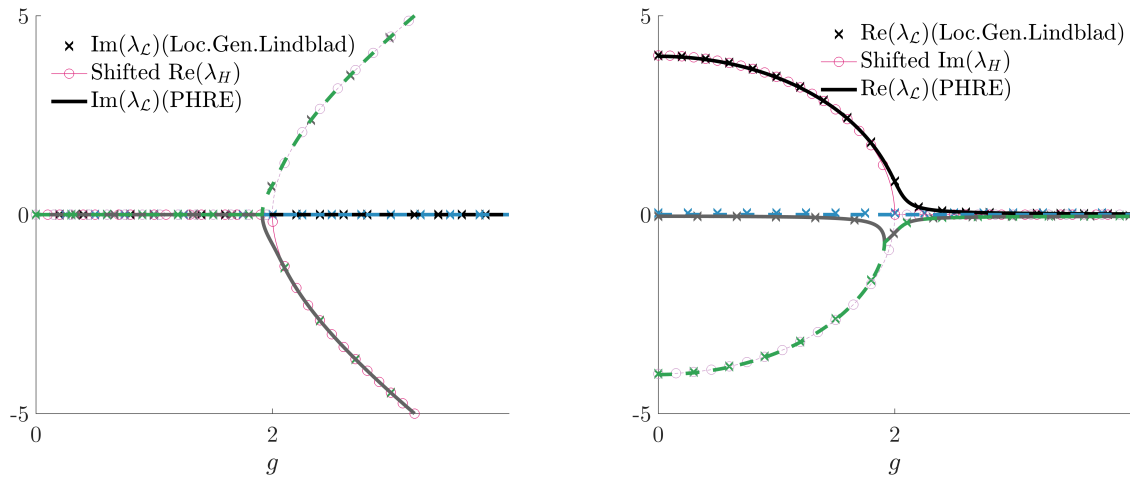 5
× Im(λ_ℒ)(Loc.Gen.Lindblad)
Shifted Re(λ_H)
Im(λ_ℒ)(PHRE)
0
-5
0
2
g
5
× Re(λ_ℒ)(Loc.Gen.Lindblad)
Shifted Im(λ_H)
Re(λ_ℒ)(PHRE)
0
-5
0
2
g